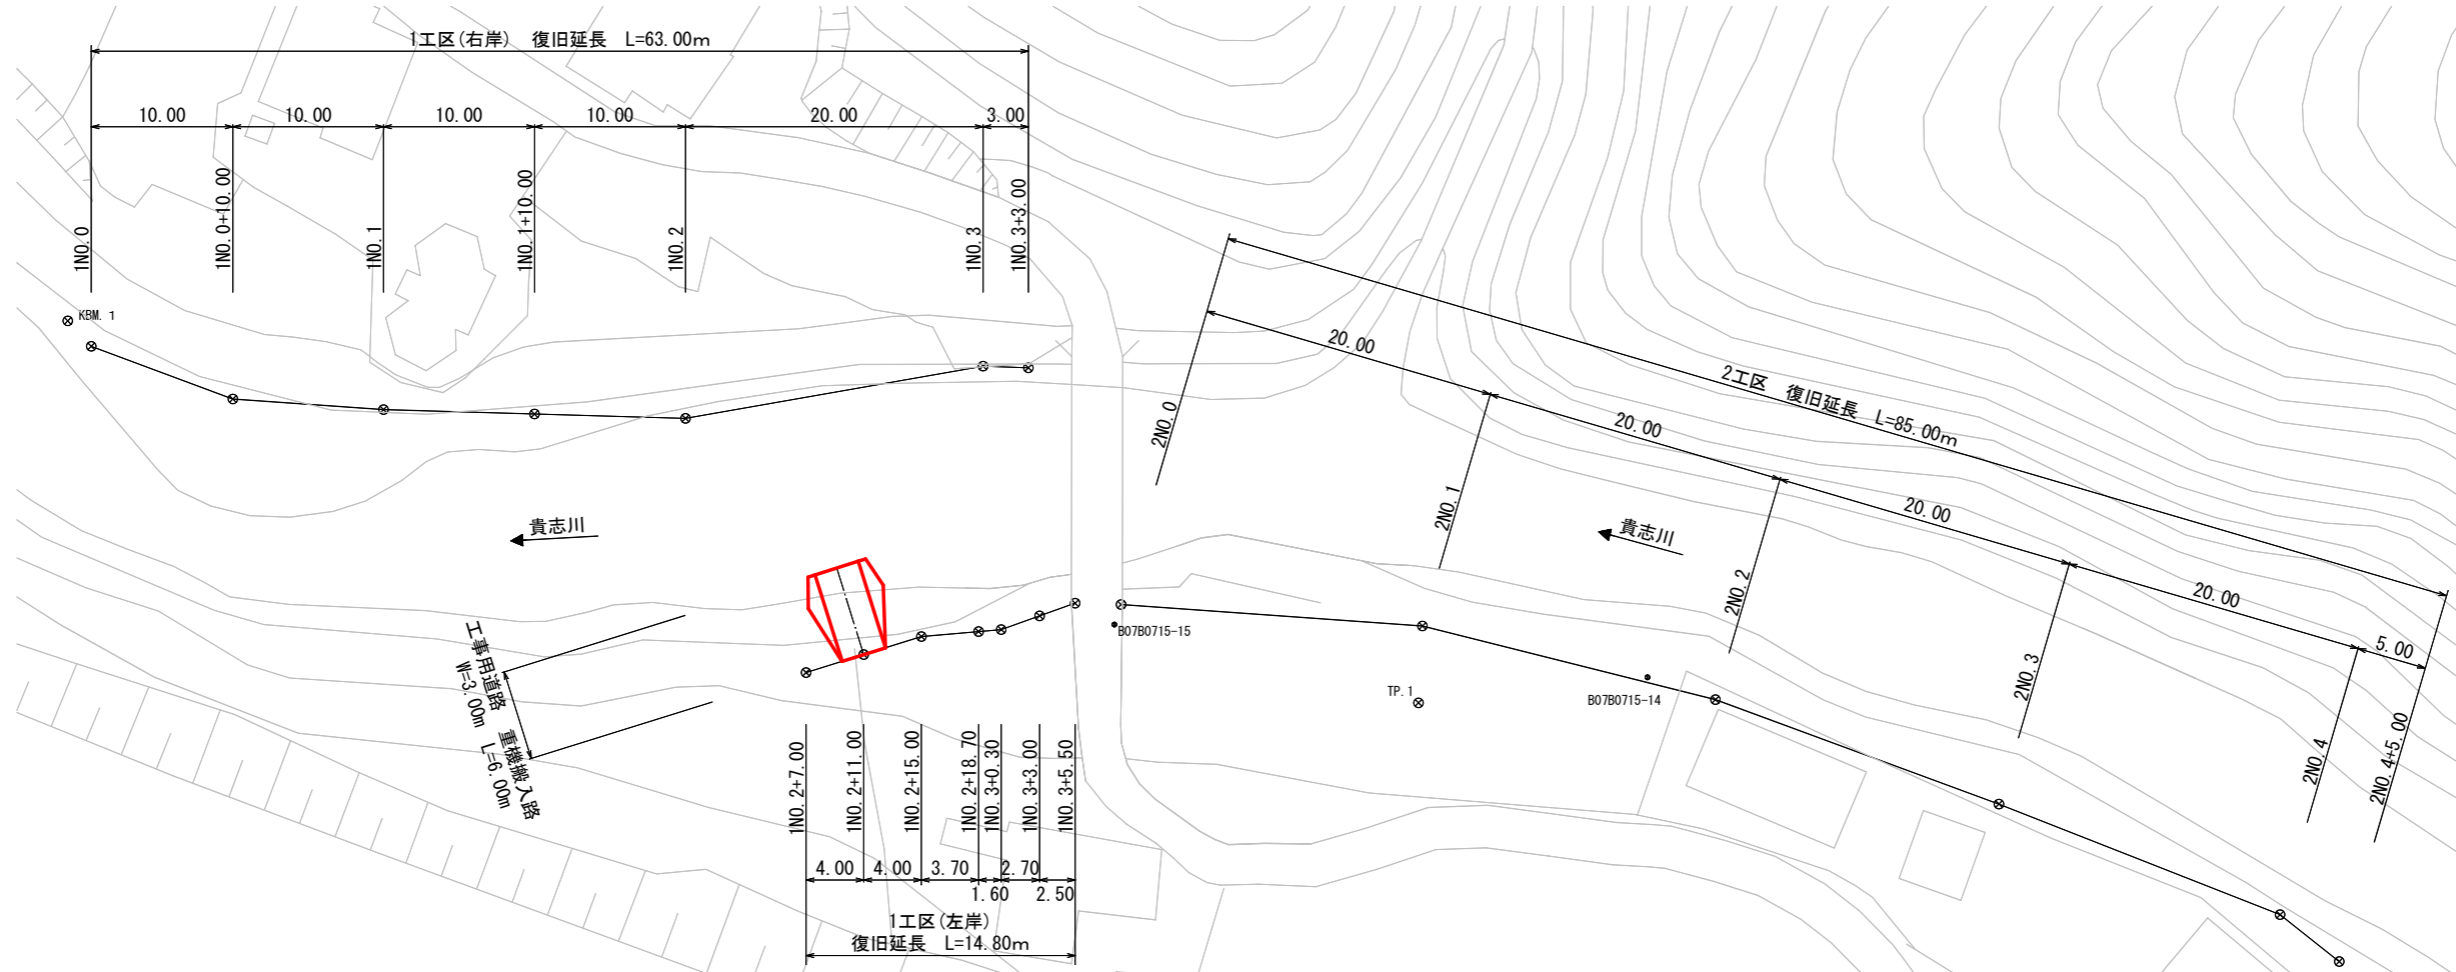 1工区(右岸) 復旧延長 L=63.00m
10.00
10.00
10.00
10.00
20.00
3.00
1NO.0
1NO.0+10.00
1NO.1
1NO.1+10.00
1NO.2
1NO.3
1NO.3+3.00
KBM.1
2工区 復旧延長 L=85.00m
20.00
20.00
20.00
20.00
5.00
2NO.0
2NO.1
2NO.2
2NO.3
2NO.4
2NO.4+5.00
貴志川
貴志川
B07B0715-15
TP.1
B07B0715-14
工事用道路 重機搬入路
W=3.00m L=6.00m
1NO.2+7.00
1NO.2+11.00
1NO.2+15.00
1NO.2+18.70
1NO.3+0.30
1NO.3+3.00
1NO.3+5.50
4.00
4.00
3.70
1.60
2.70
2.50
1工区(左岸)
復旧延長 L=14.80m